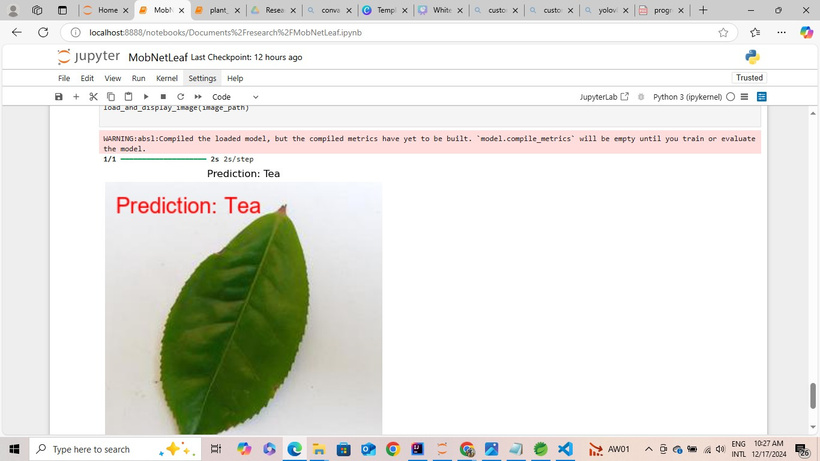 Home
MobN
plant_
Resea
conva
Templ
White
custo
custo
yolov
progr
localhost:8888/notebooks/Documents%2Fresearch%2FMobNetLeaf.ipynb
jupyter MobNetLeaf Last Checkpoint: 12 hours ago
File Edit View Run Kernel Settings Help Trusted
Code JupyterLab Python 3 (ipykernel)
load_and_display_image(image_path)
WARNING:absl:Compiled the loaded model, but the compiled metrics have yet to be built. `model.compile_metrics` will be empty until you train or evaluate
the model.
1/1 2s 2s/step
Prediction: Tea
Prediction: Tea
Type here to search
AW01
ENG
INTL
10:27 AM
12/17/2024
26